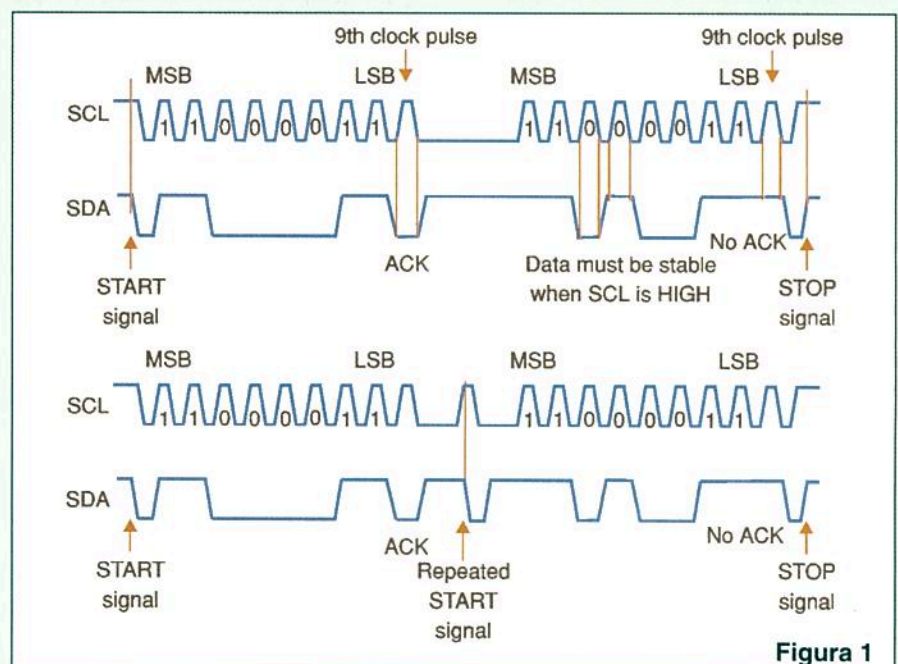 9th clock pulse 9th clock pulse
MSB LSB MSB LSB
SCL 1 1 0 0 0 0 1 1 1 1 0 0 0 0 1 1
SDA
START signal
ACK
Data must be stable
when SCL is HIGH
No ACK
STOP signal
MSB LSB MSB LSB
SCL 1 1 0 0 0 0 1 1 1 1 0 0 0 0 1 1
SDA
START signal
ACK
Repeated
START
signal
No ACK
STOP signal
Figura 1